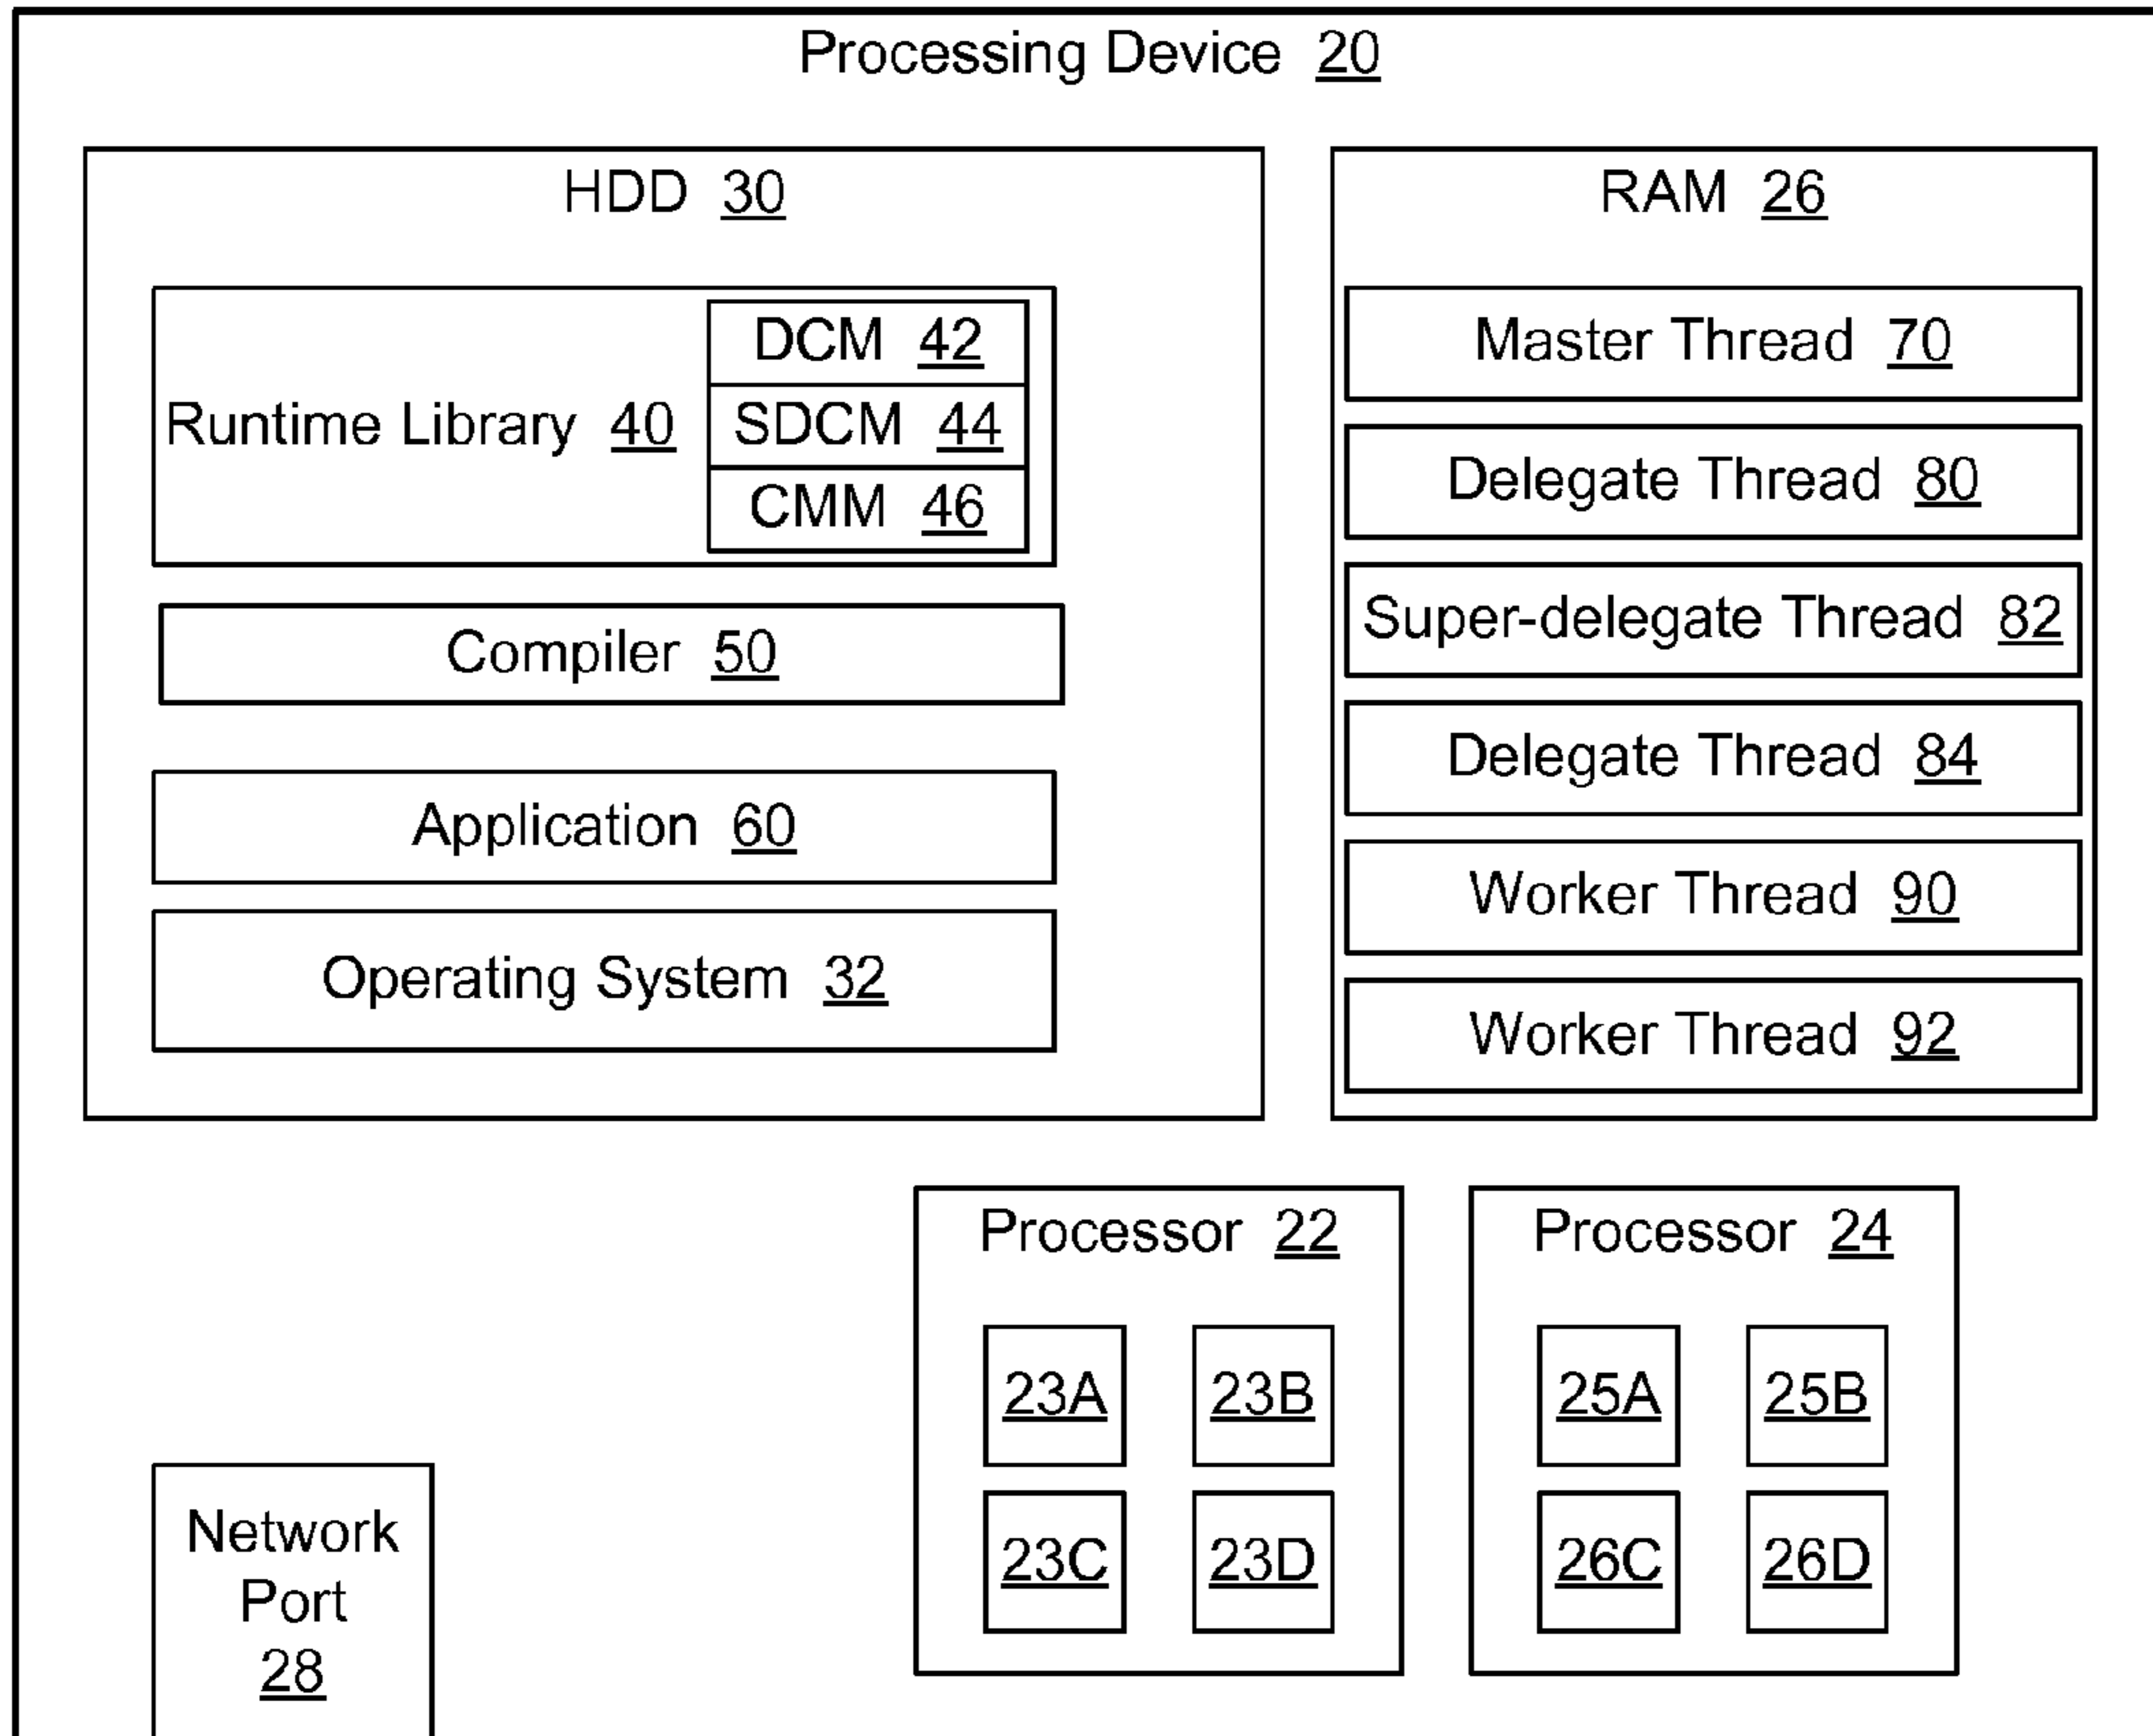 Processing Device 20
HDD 30
Runtime Library 40
DCM 42
SDCM 44
CMM 46
Compiler 50
Application 60
Operating System 32
RAM 26
Master Thread 70
Delegate Thread 80
Super-delegate Thread 82
Delegate Thread 84
Worker Thread 90
Worker Thread 92
Processor 22
23A 23B
23C 23D
Processor 24
25A 25B
26C 26D
Network
Port
28